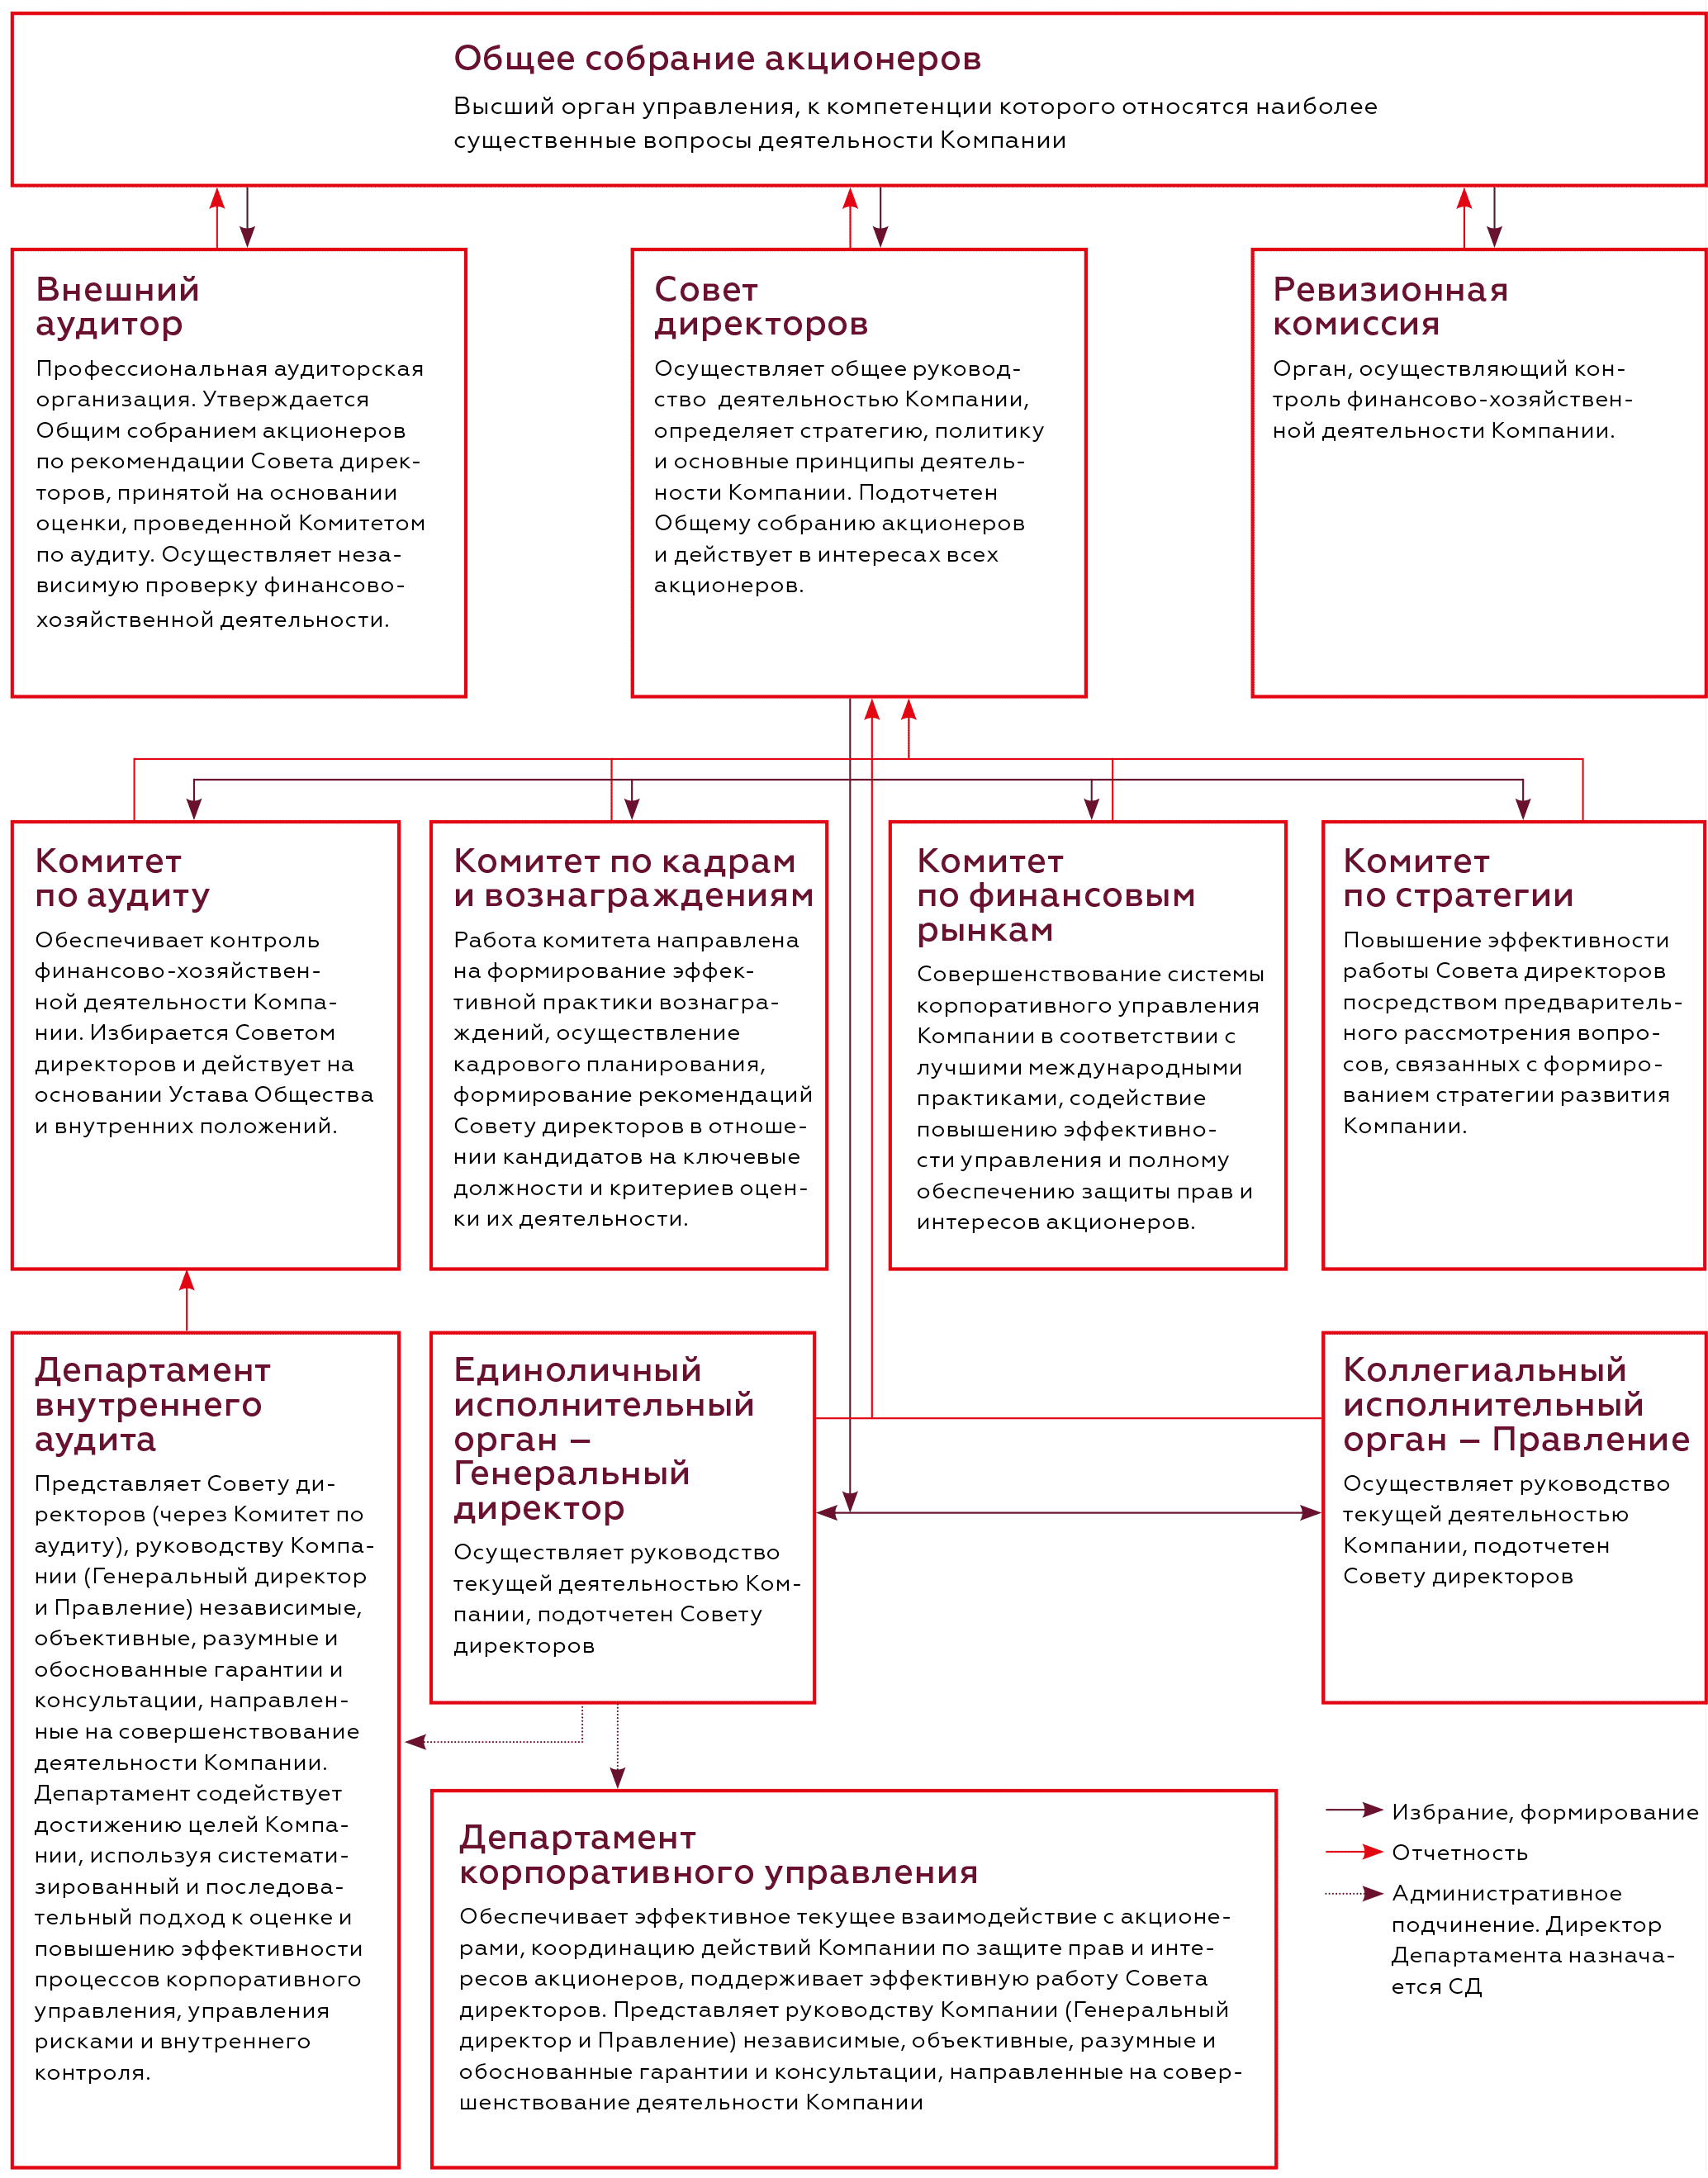 Общее собрание акционеров
Высший орган управления, к компетенции которого относятся наиболее
существенные вопросы деятельности Компании
Внешний
аудитор
Профессиональная аудиторская
организация. Утверждается
Общим собранием акционеров
по рекомендации Совета дирек-
торов, принятой на основании
оценки, проведенной Комитетом
по аудиту. Осуществляет неза-
висимую проверку финансово-
хозяйственной деятельности.
Совет
директоров
Осуществляет общее руковод-
ство деятельностью Компании,
определяет стратегию, политику
и основные принципы деятель-
ности Компании. Подотчетен
Общему собранию акционеров
и действует в интересах всех
акционеров.
Ревизионная
комиссия
Орган, осуществляющий кон-
троль финансово-хозяйствен-
ной деятельности Компании.
Комитет
по аудиту
Обеспечивает контроль
финансово-хозяйствен-
ной деятельности Компа-
нии. Избирается Советом
директоров и действует на
основании Устава Общества
и внутренних положений.
Комитет по кадрам
и вознаграждениям
Работа комитета направлена
на формирование эффек-
тивной практики вознагра-
ждений, осуществление
кадрового планирования,
формирование рекомендаций
Совету директоров в отноше-
нии кандидатов на ключевые
должности и критериев оцен-
ки их деятельности.
Комитет
по финансовым
рынкам
Совершенствование системы
корпоративного управления
Компании в соответствии с
лучшими международными
практиками, содействие
повышению эффективно-
сти управления и полному
обеспечению защиты прав и
интересов акционеров.
Комитет
по стратегии
Повышение эффективности
работы Совета директоров
посредством предваритель-
ного рассмотрения вопро-
сов, связанных с формиро-
ванием стратегии развития
Компании.
Департамент
внутреннего
аудита
Представляет Совету ди-
ректоров (через Комитет по
аудиту), руководству Компа-
нии (Генеральный директор
и Правление) независимые,
объективные, разумные и
обоснованные гарантии и
консультации, направлен-
ные на совершенствование
деятельности Компании.
Департамент содействует
достижению целей Компа-
нии, используя системати-
зированный и последова-
тельный подход к оценке и
повышению эффективности
процессов корпоративного
управления, управления
рисками и внутреннего
контроля.
Единоличный
исполнительный
орган –
Генеральный
директор
Осуществляет руководство
текущей деятельностью Ком-
пании, подотчетен Совету
директоров
Коллегиальный
исполнительный
орган – Правление
Осуществляет руководство
текущей деятельностью
Компании, подотчетен
Совету директоров
Департамент
корпоративного управления
Обеспечивает эффективное текущее взаимодействие с акционе-
рами, координацию действий Компании по защите прав и инте-
ресов акционеров, поддерживает эффективную работу Совета
директоров. Представляет руководству Компании (Генеральный
директор и Правление) независимые, объективные, разумные и
обоснованные гарантии и консультации, направленные на совер-
шенствование деятельности Компании
Избрание, формирование
Отчетность
Административное
подчинение. Директор
Департамента назнача-
ется СД